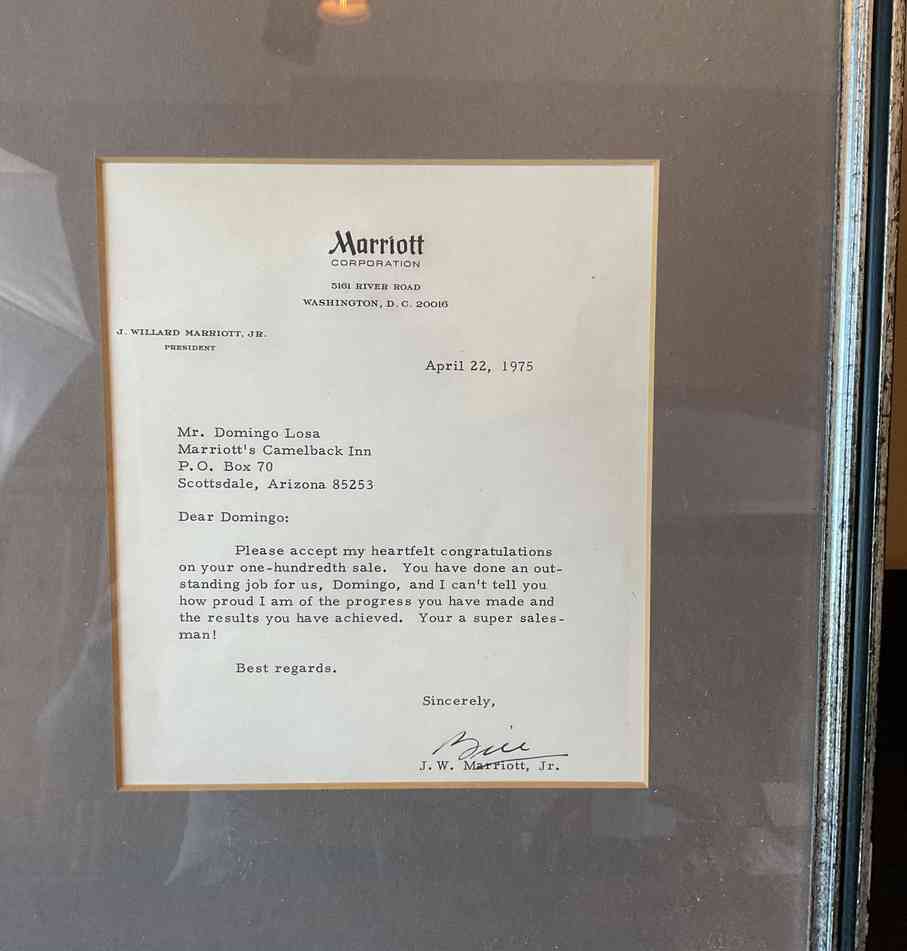 Marriott
CORPORATION
5161 RIVER ROAD
WASHINGTON, D. C. 20016
J. WILLARD MARRIOTT, JR.
PRESIDENT
April 22, 1975
Mr. Domingo Losa
Marriott's Camelback Inn
P.O. Box 70
Scottsdale, Arizona 85253
Dear Domingo:
Please accept my heartfelt congratulations
on your one-hundredth sale. You have done an out-
standing job for us, Domingo, and I can't tell you
how proud I am of the progress you have made and
the results you have achieved. Your a super sales-
man!
Best regards.
Sincerely,
Bill
J.W. Marriott, Jr.